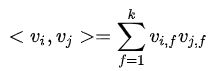 $< v_i, v_j >= \sum_{f=1}^{k} v_{i,f} v_{j,f}$